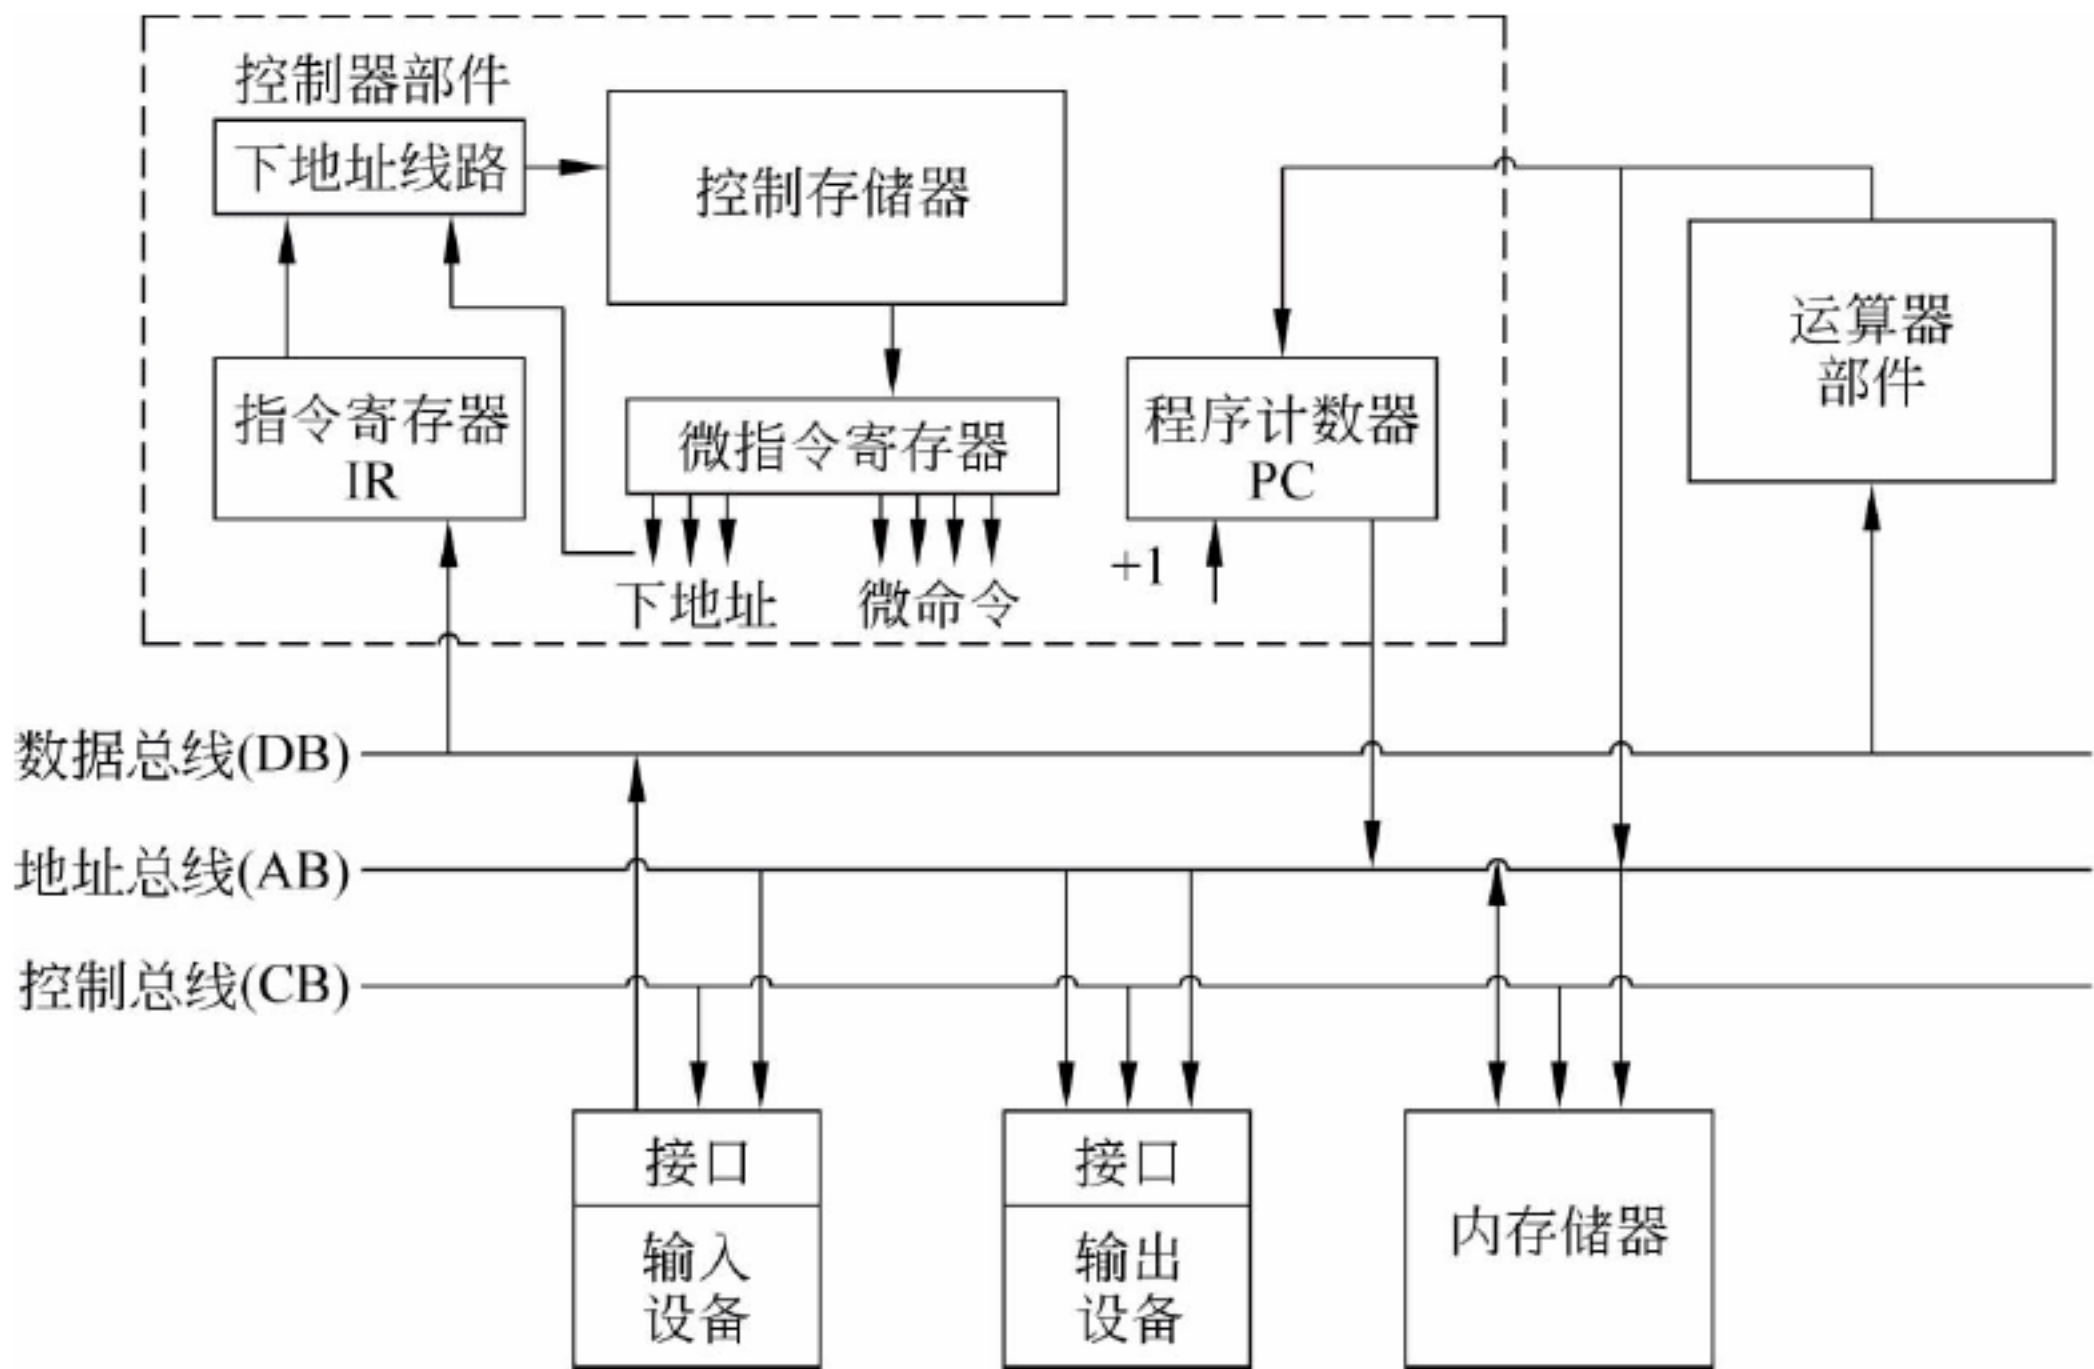 控制器部件
下地址线路
控制存储器
运算器
部件
指令寄存器
IR
微指令寄存器
程序计数器
PC
+1
下地址
微命令
数据总线(DB)
地址总线(AB)
控制总线(CB)
接口
输入
设备
接口
输出
设备
内存储器